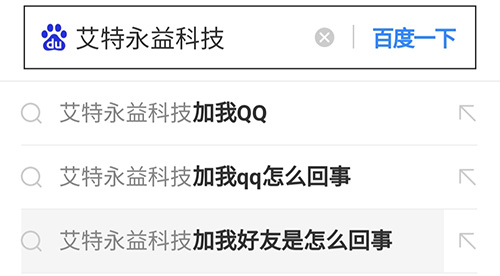 du 艾特永益科技 百度一下
艾特永益科技加我QQ
艾特永益科技加我qq怎么回事
艾特永益科技加我好友是怎么回事